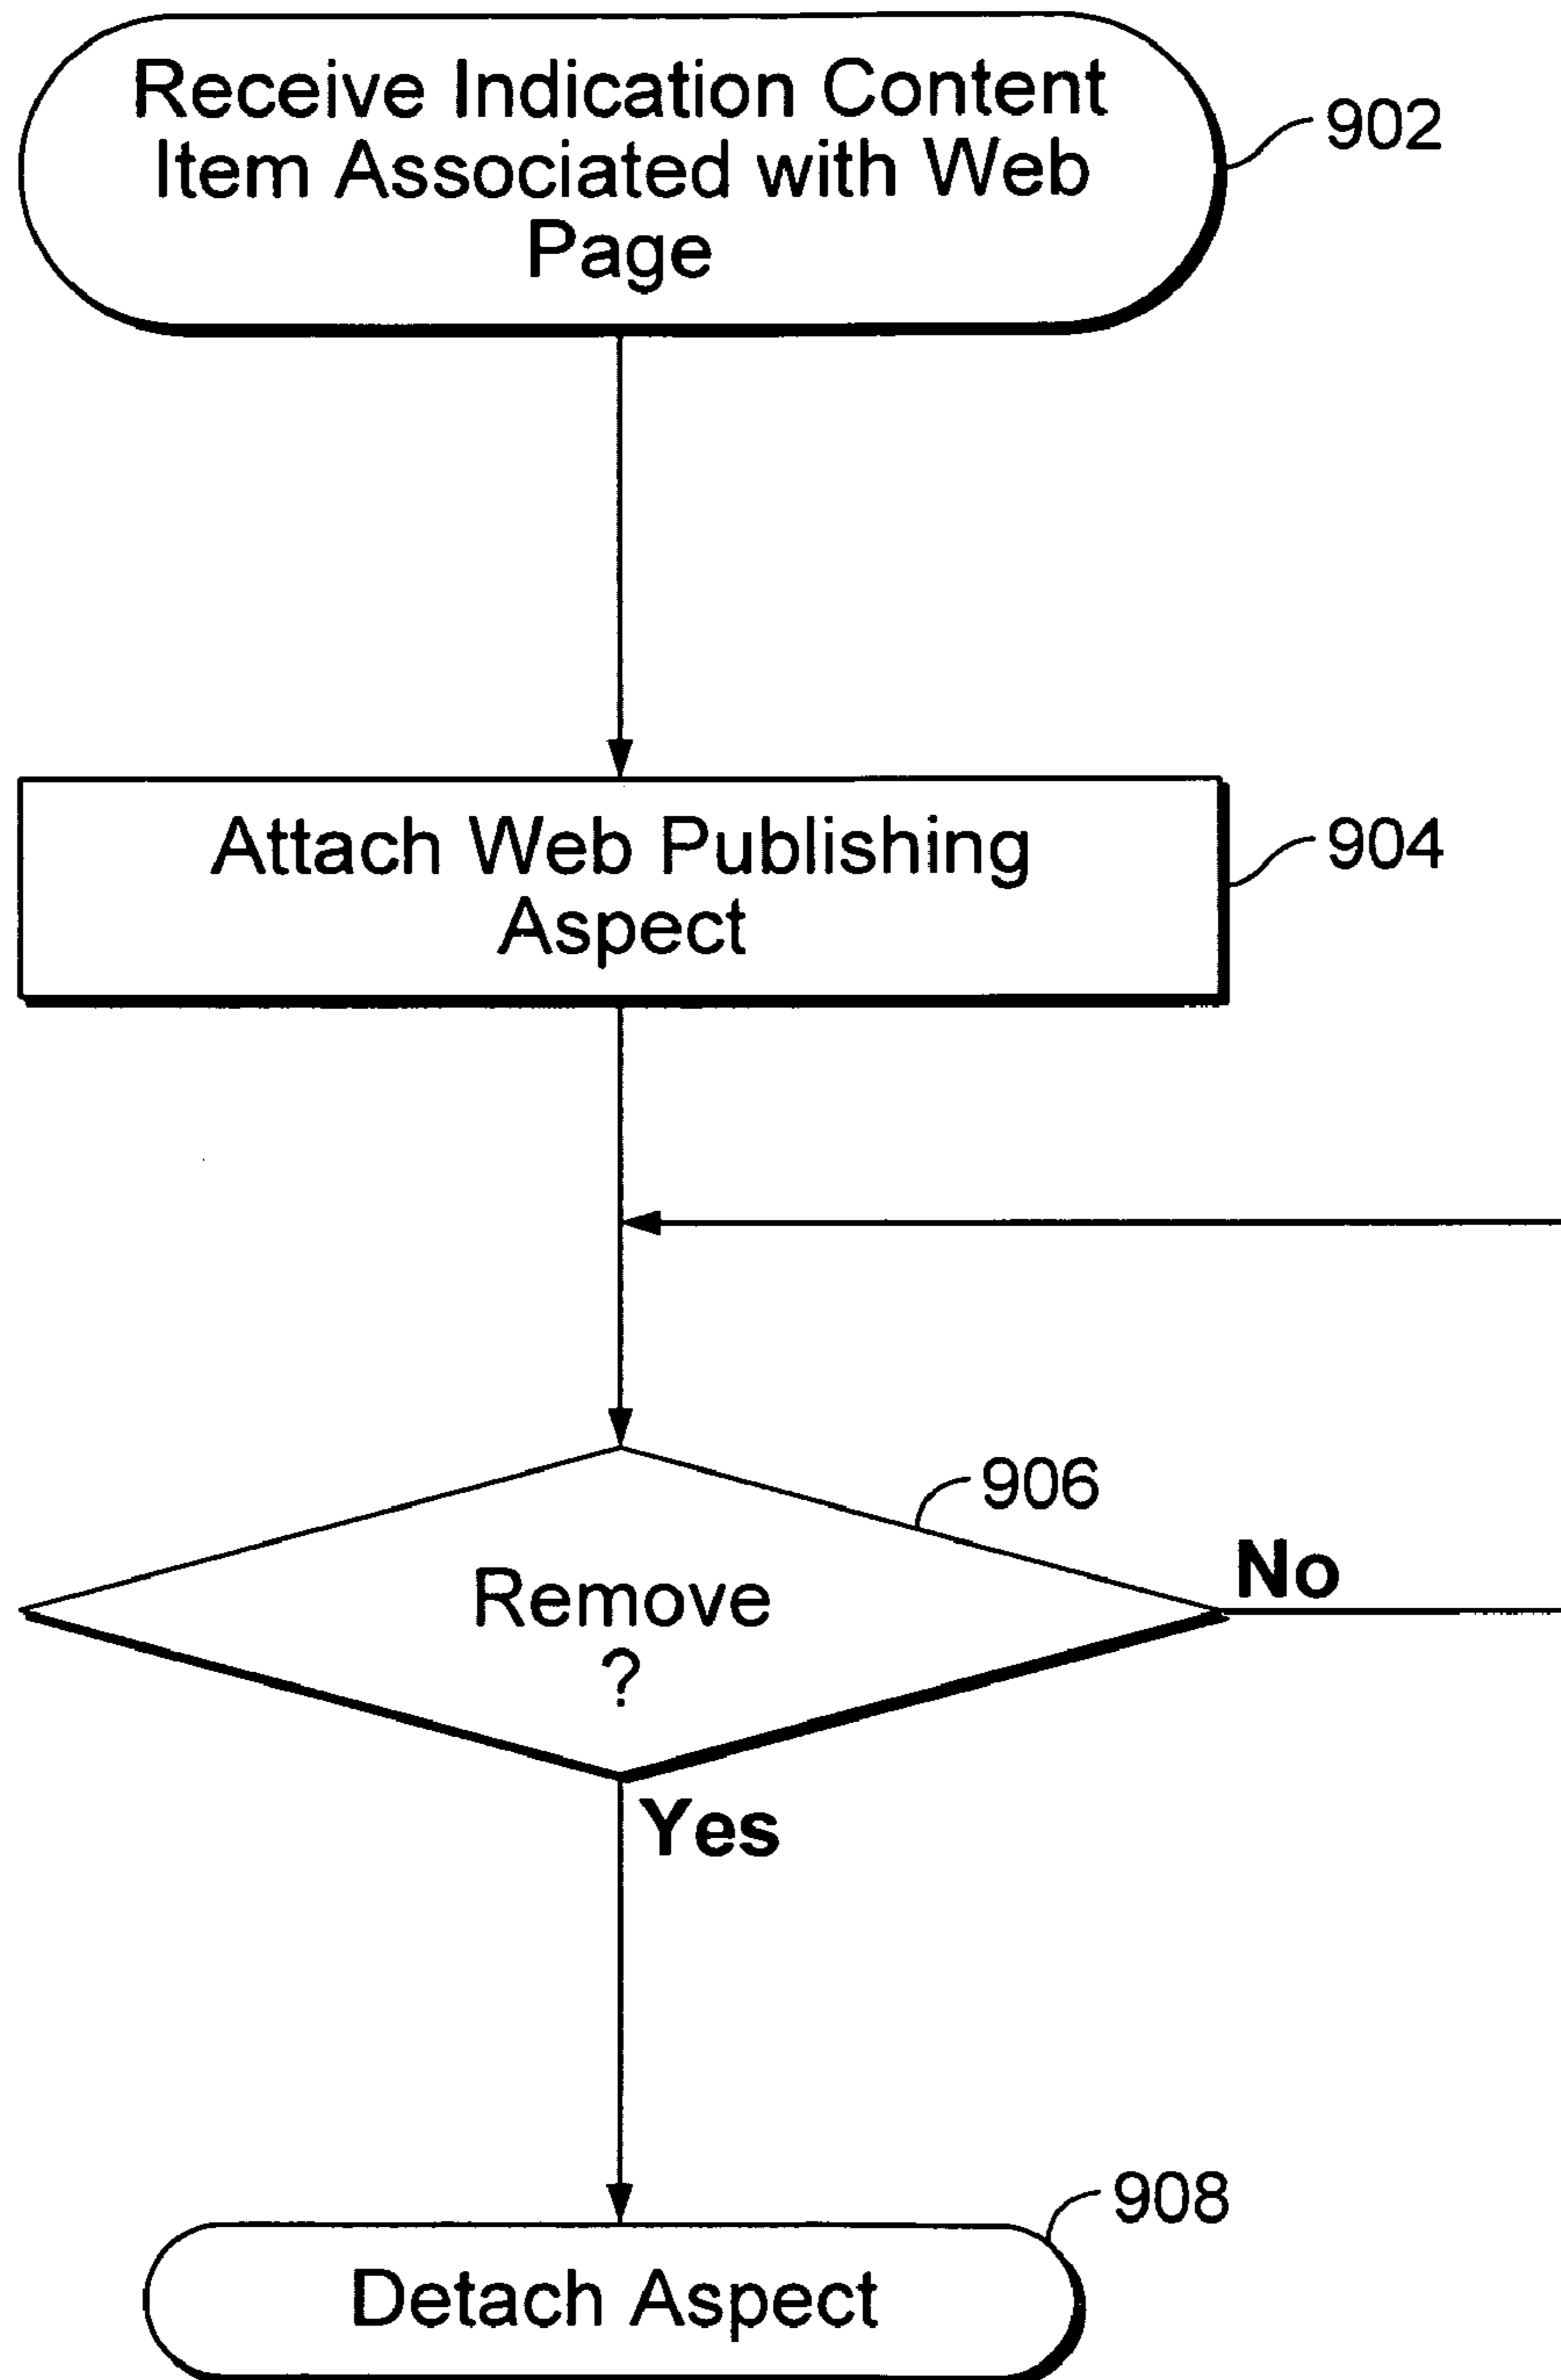 Receive Indication Content
Item Associated with Web
Page
902
Attach Web Publishing
Aspect
904
906
Remove
?
No
Yes
908
Detach Aspect